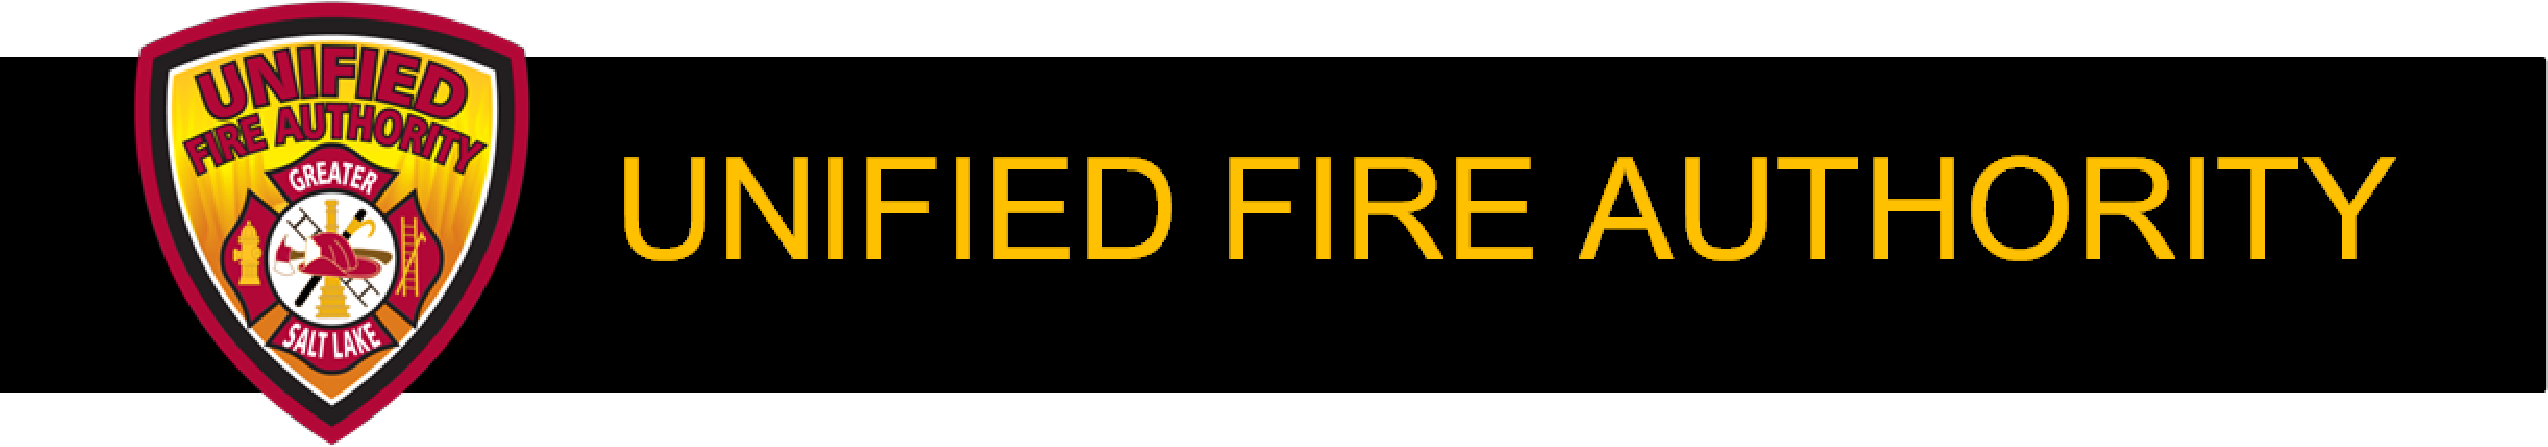 UNIFIED
FIRE AUTHORITY
GREATER
SALT LAKE
UNIFIED FIRE AUTHORITY